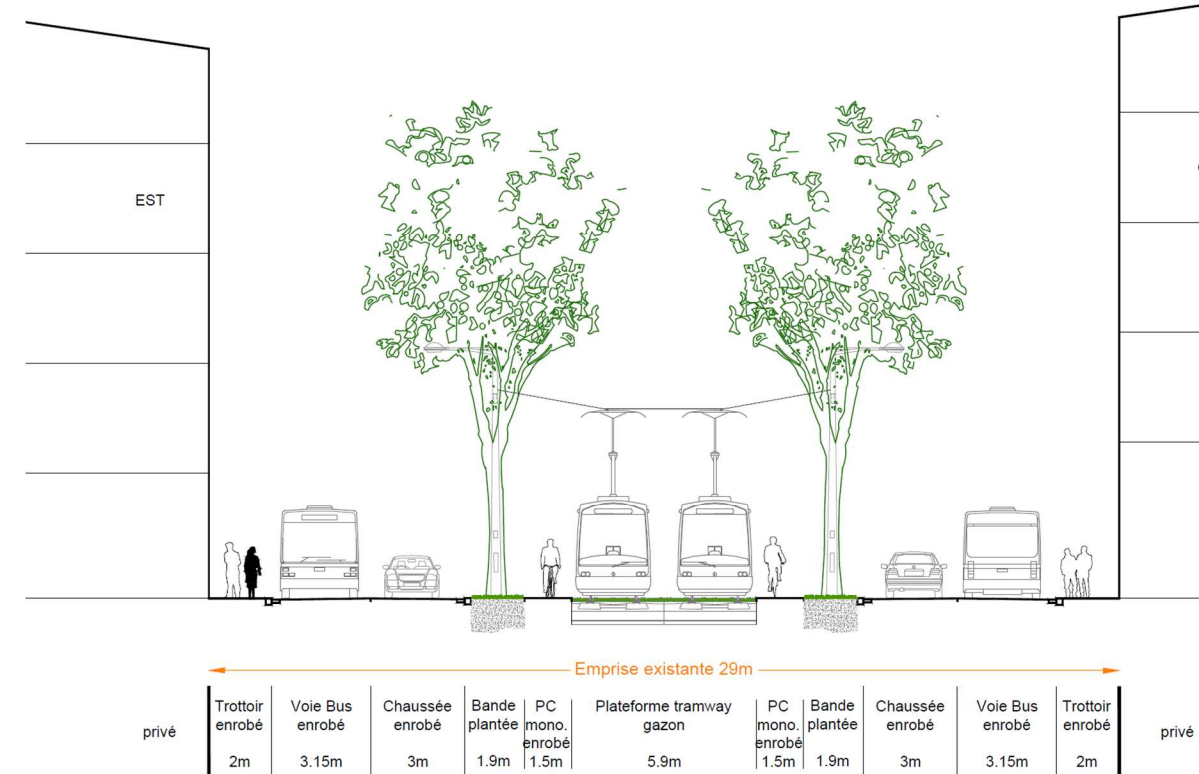 EST
Emprise existante 29m
privé
Trottoir
enrobé
2m
Voie Bus
enrobé
3.15m
Chaussée
enrobé
3m
Bande
plantée
1.9m
PC
mono.
enrobé
1.5m
Plateforme tramway
gazon
5.9m
PC
mono.
enrobé
1.5m
Bande
plantée
1.9m
Chaussée
enrobé
3m
Voie Bus
enrobé
3.15m
Trottoir
enrobé
2m
privé